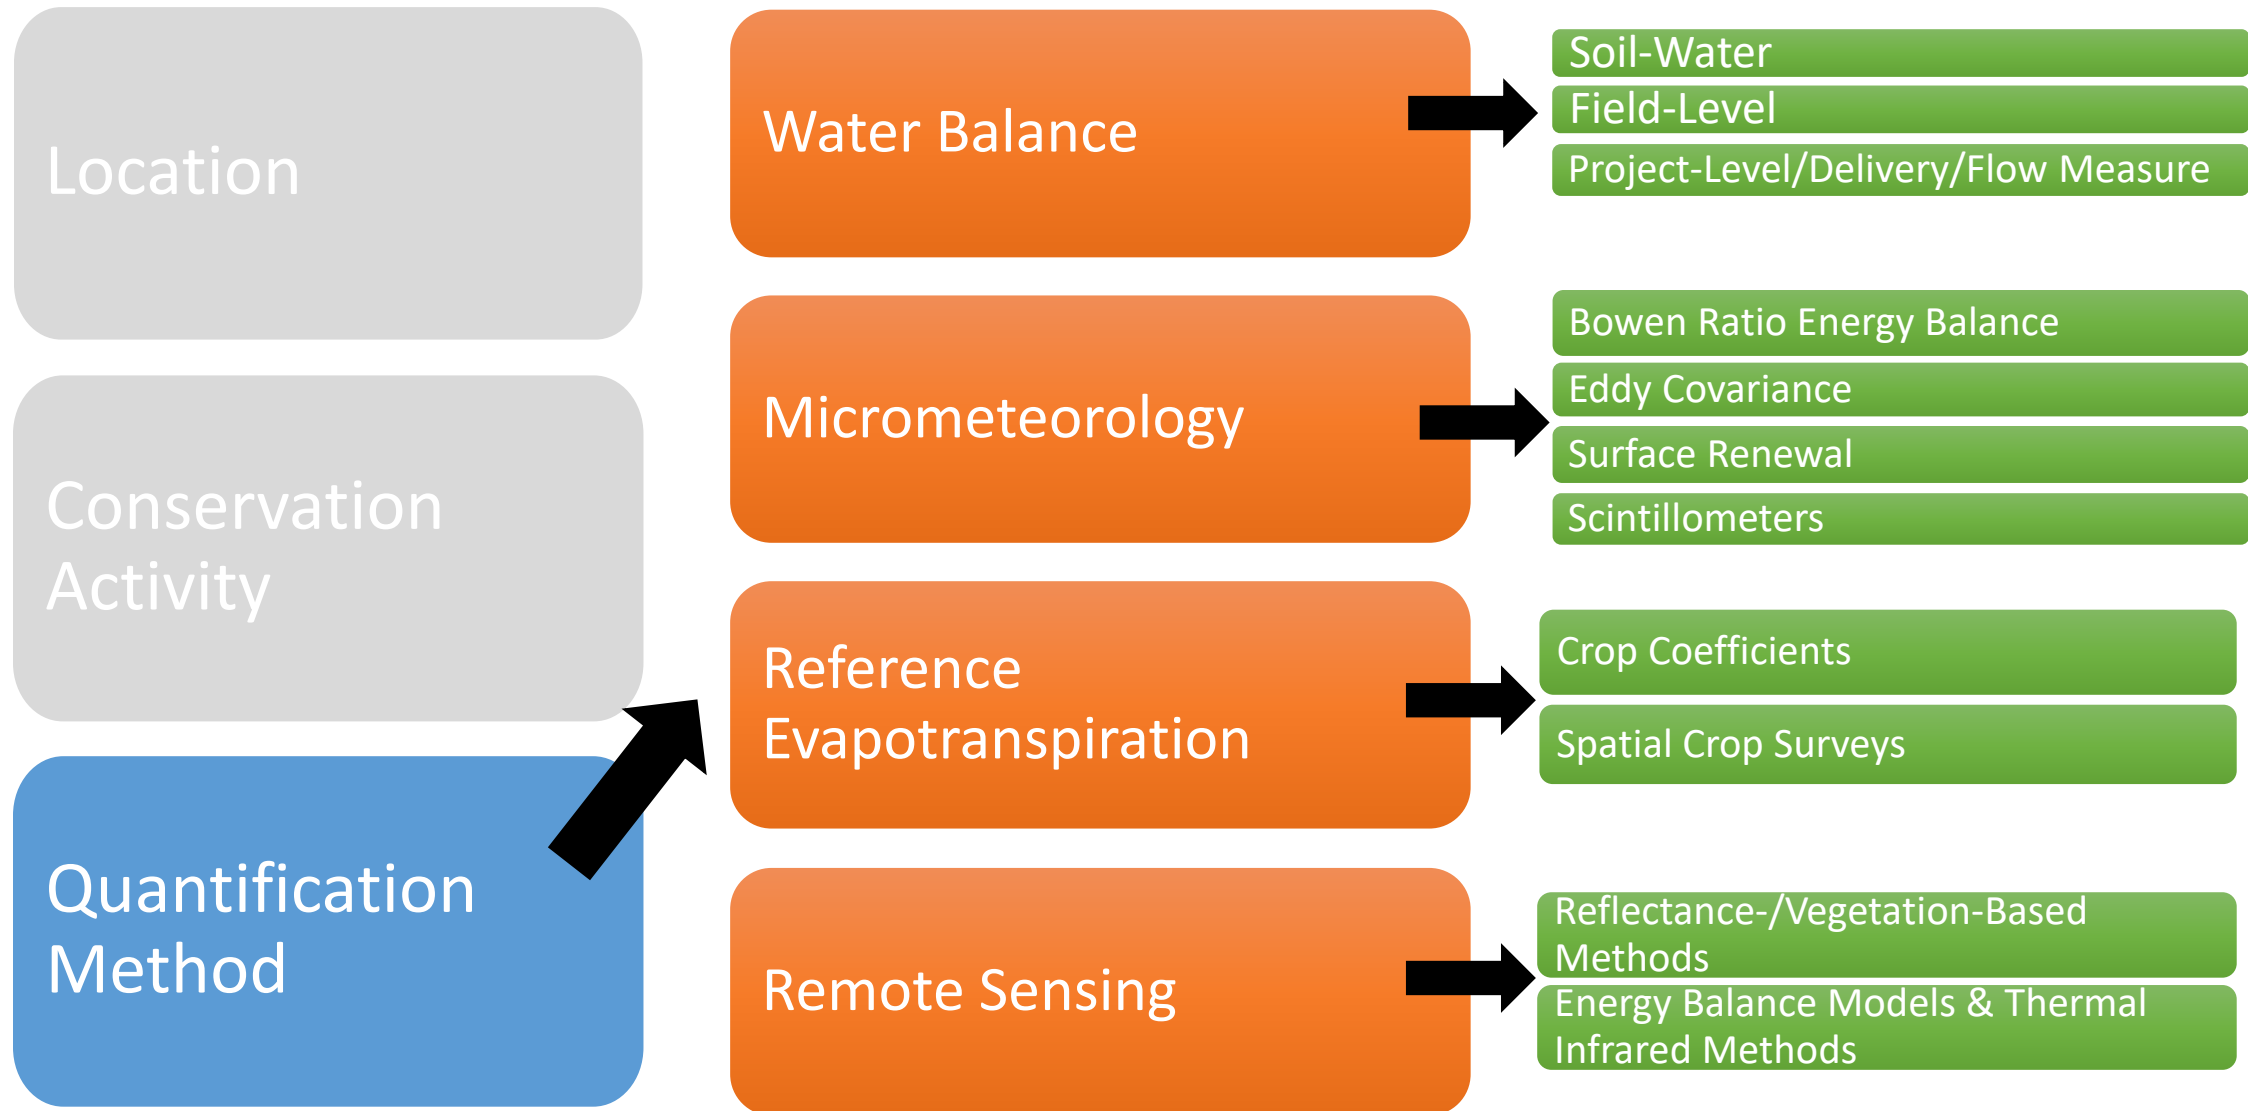 Location
Conservation
Activity
Quantification
Method
Water Balance
Soil-Water
Field-Level
Project-Level/Delivery/Flow Measure
Micrometeorology
Bowen Ratio Energy Balance
Eddy Covariance
Surface Renewal
Scintillometers
Reference
Evapotranspiration
Crop Coefficients
Spatial Crop Surveys
Remote Sensing
Reflectance-/Vegetation-Based
Methods
Energy Balance Models & Thermal
Infrared Methods